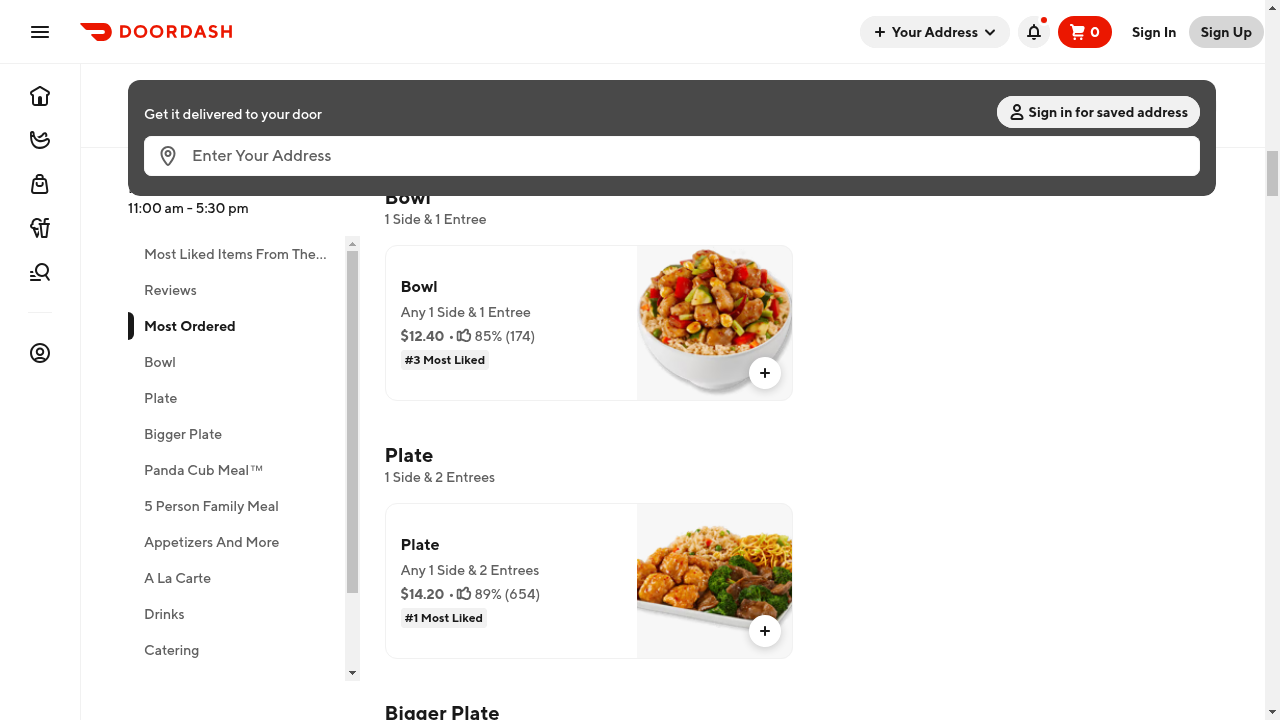 DOORDASH
Your Address
0
Sign In
Sign Up
Get it delivered to your door
Sign in for saved address
Enter Your Address
11:00 am - 5:30 pm
Most Liked Items From The...
Reviews
Most Ordered
Bowl
Plate
Bigger Plate
Panda Cub Meal™
5 Person Family Meal
Appetizers And More
A La Carte
Drinks
Catering
Bowl
1 Side & 1 Entree
Bowl
Any 1 Side & 1 Entree
$12.40 • 85% (174)
#3 Most Liked
Plate
1 Side & 2 Entrees
Plate
Any 1 Side & 2 Entrees
$14.20 • 89% (654)
#1 Most Liked
Bigger Plate